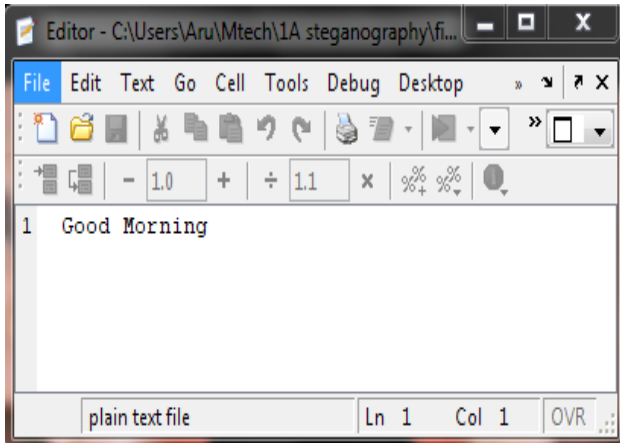 Editor - C:\Users\Aru\Mtech\1A steganography\fi...
File Edit Text Go Cell Tools Debug Desktop »
»
- 1.0 + ÷ 1.1 × %%+ %%
1 Good Morning
plain text file Ln 1 Col 1 OVR